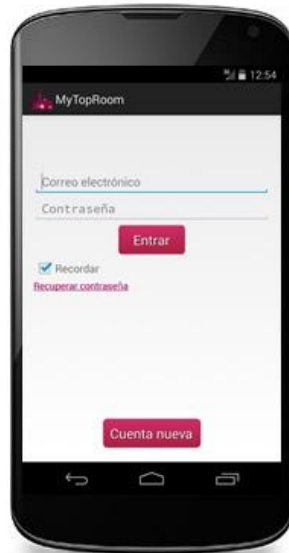 12:54
MyTopRoom
Correo electrónico
Contraseña
Entrar
Recordar
Recuperar contraseña
Cuenta nueva